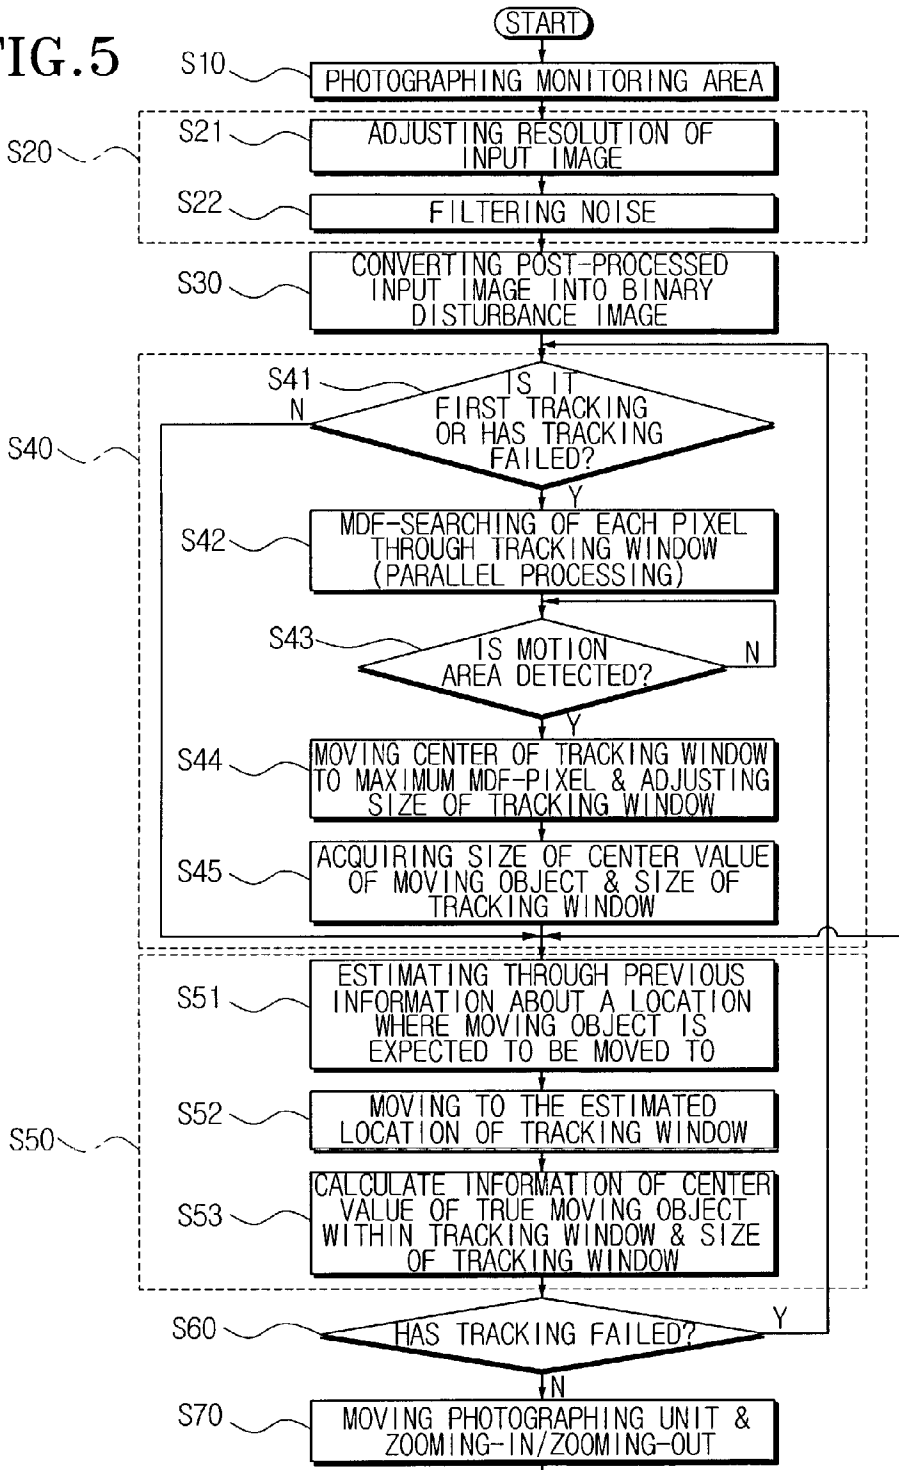 FIG.5
START
S10
PHOTOGRAPHING MONITORING AREA
S20
S21
ADJUSTING RESOLUTION OF
INPUT IMAGE
S22
FILTERING NOISE
S30
CONVERTING POST-PROCESSED
INPUT IMAGE INTO BINARY
DISTURBANCE IMAGE
S40
S41
N
IS IT
FIRST TRACKING
OR HAS TRACKING
FAILED?
Y
S42
MDF-SEARCHING OF EACH PIXEL
THROUGH TRACKING WINDOW
(PARALLEL PROCESSING)
S43
IS MOTION
AREA DETECTED?
N
Y
S44
MOVING CENTER OF TRACKING WINDOW
TO MAXIMUM MDF-PIXEL & ADJUSTING
SIZE OF TRACKING WINDOW
S45
ACQUIRING SIZE OF CENTER VALUE
OF MOVING OBJECT & SIZE OF
TRACKING WINDOW
S50
S51
ESTIMATING THROUGH PREVIOUS
INFORMATION ABOUT A LOCATION
WHERE MOVING OBJECT IS
EXPECTED TO BE MOVED TO
S52
MOVING TO THE ESTIMATED
LOCATION OF TRACKING WINDOW
S53
CALCULATE INFORMATION OF CENTER
VALUE OF TRUE MOVING OBJECT
WITHIN TRACKING WINDOW & SIZE
OF TRACKING WINDOW
S60
HAS TRACKING FAILED?
Y
N
S70
MOVING PHOTOGRAPHING UNIT &
ZOOMING-IN/ZOOMING-OUT